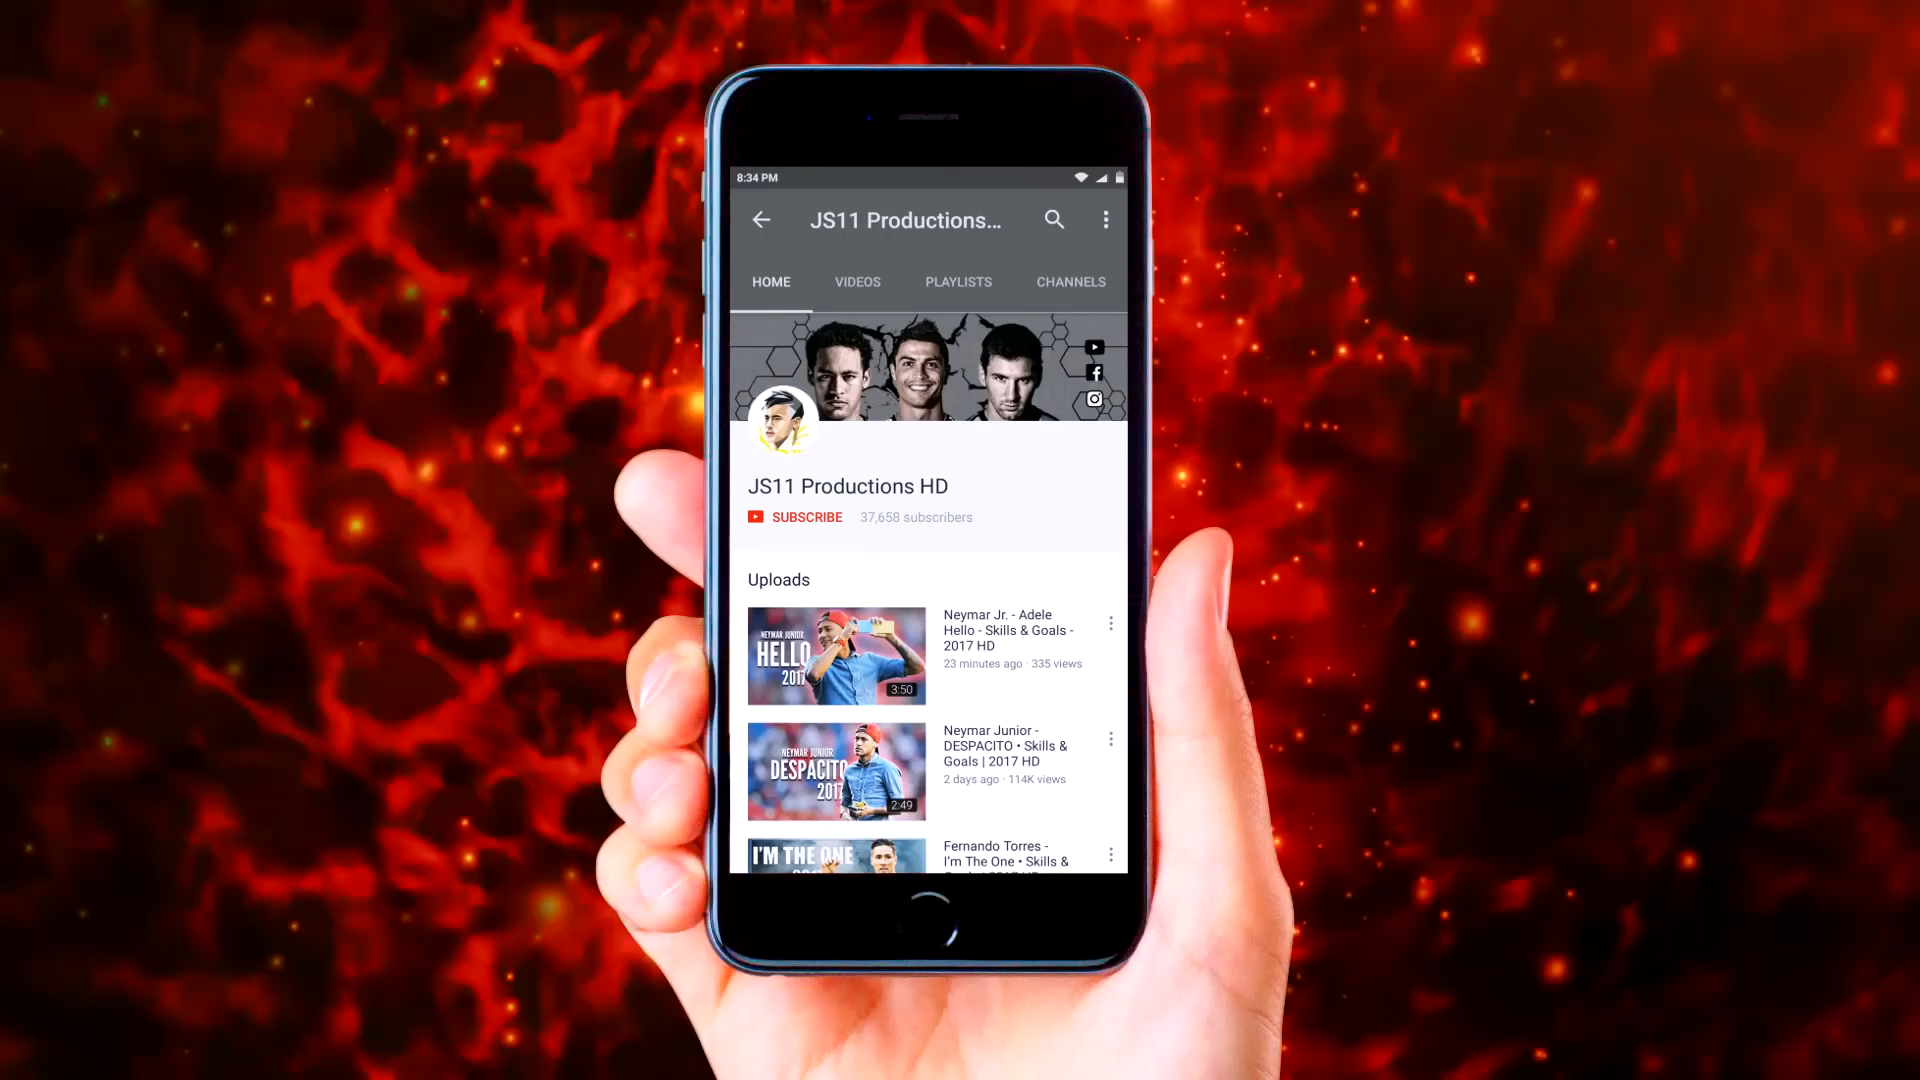 8:34 PM
JS11 Productions...
HOME VIDEOS PLAYLISTS CHANNELS
JS11 Productions HD
SUBSCRIBE 37,658 subscribers
Uploads
NEYMAR JUNIOR
HELLO
2017
3:50
Neymar Jr. - Adele
Hello - Skills & Goals -
2017 HD
23 minutes ago · 335 views
NEYMAR JUNIOR
DESPACITO
2017
2:49
Neymar Junior -
DESPACITO • Skills &
Goals | 2017 HD
2 days ago · 114K views
I'M THE ONE
Fernando Torres -
I'm The One • Skills &